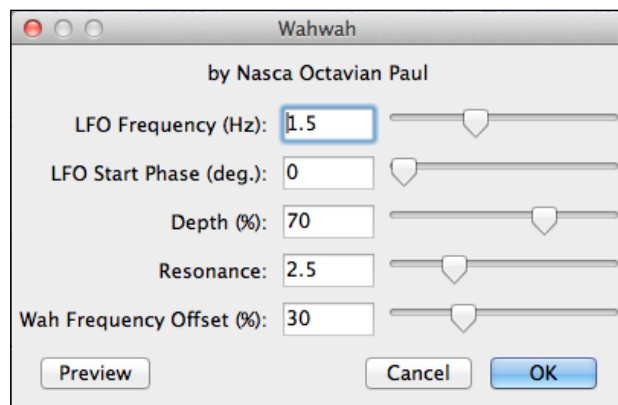 Wahwah
by Nasca Octavian Paul
LFO Frequency (Hz): 1.5
LFO Start Phase (deg.): 0
Depth (%): 70
Resonance: 2.5
Wah Frequency Offset (%): 30
Preview Cancel OK